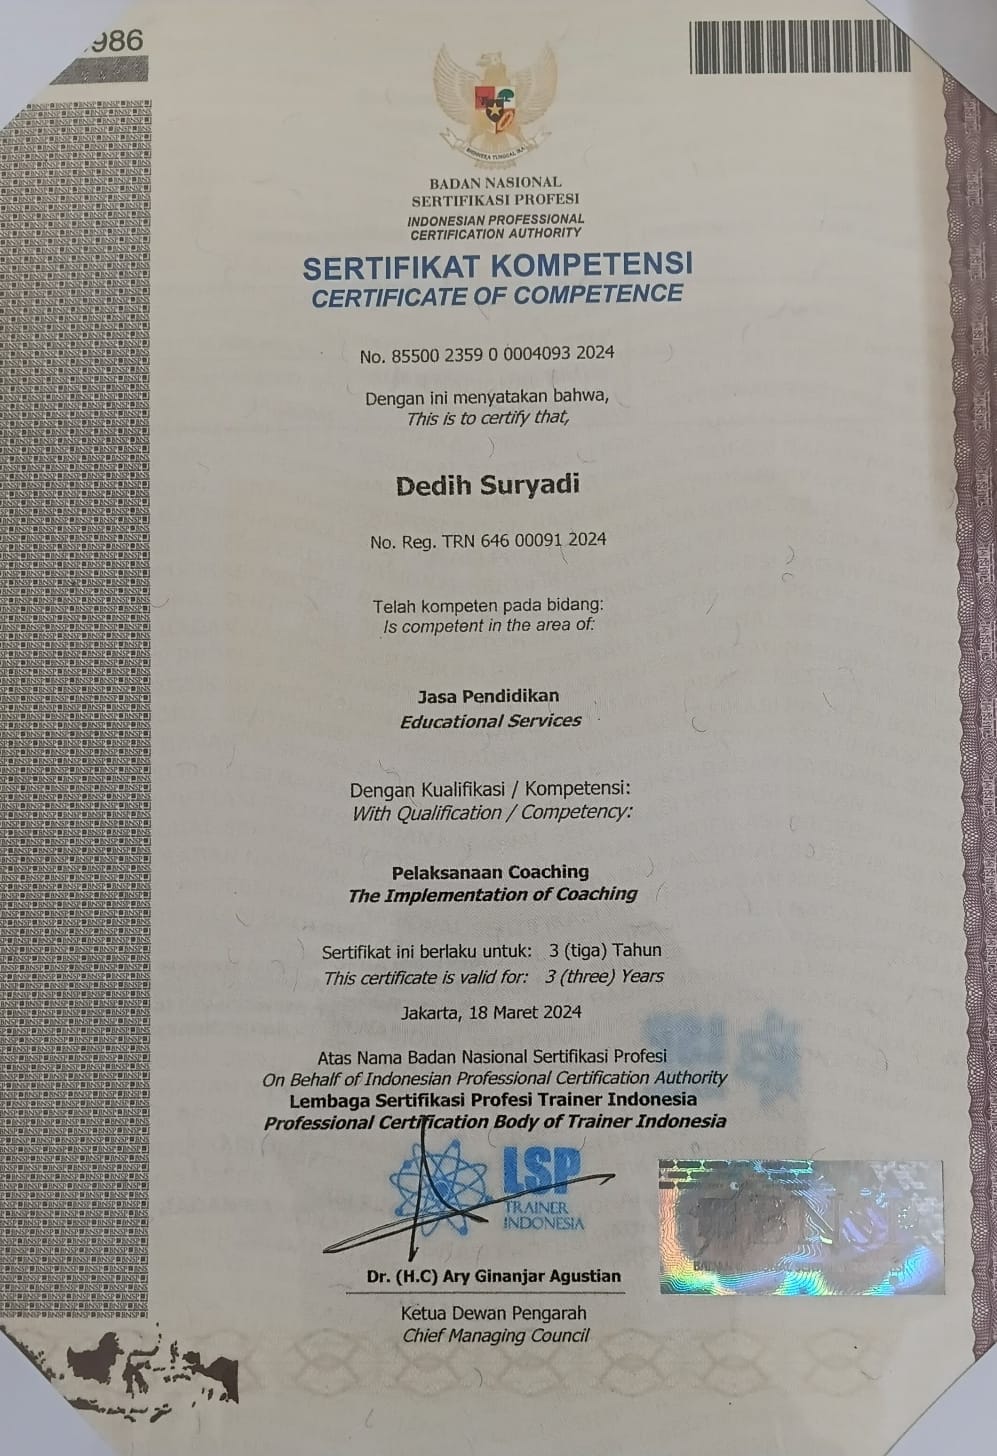 986
BHINNEKA TUNGGAL IKA
BADAN NASIONAL
SERTIFIKASI PROFESI
INDONESIAN PROFESSIONAL
CERTIFICATION AUTHORITY
SERTIFIKAT KOMPETENSI
CERTIFICATE OF COMPETENCE
No. 85500 2359 0 0004093 2024
Dengan ini menyatakan bahwa,
This is to certify that,
Dedih Suryadi
No. Reg. TRN 646 00091 2024
Telah kompeten pada bidang:
Is competent in the area of:
Jasa Pendidikan
Educational Services
Dengan Kualifikasi / Kompetensi:
With Qualification / Competency:
Pelaksanaan Coaching
The Implementation of Coaching
Sertifikat ini berlaku untuk: 3 (tiga) Tahun
This certificate is valid for: 3 (three) Years
Jakarta, 18 Maret 2024
Atas Nama Badan Nasional Sertifikasi Profesi
On Behalf of Indonesian Professional Certification Authority
Lembaga Sertifikasi Profesi Trainer Indonesia
Professional Certification Body of Trainer Indonesia
LSP
TRAINER
INDONESIA
Dr. (H.C) Ary Ginanjar Agustian
Ketua Dewan Pengarah
Chief Managing Council